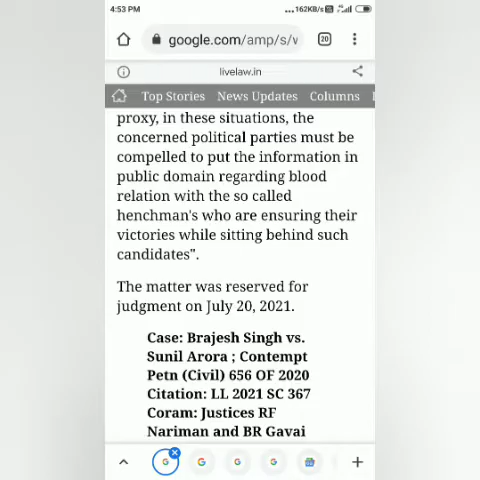 4:53 PM
162KB/s
google.com/amp/s/v
20
livelaw.in
Top Stories News Updates Columns
proxy, in these situations, the
concerned political parties must be
compelled to put the information in
public domain regarding blood
relation with the so called
henchman's who are ensuring their
victories while sitting behind such
candidates".
The matter was reserved for
judgment on July 20, 2021.
Case: Brajesh Singh vs.
Sunil Arora ; Contempt
Petn (Civil) 656 OF 2020
Citation: LL 2021 SC 367
Coram: Justices RF
Nariman and BR Gavai